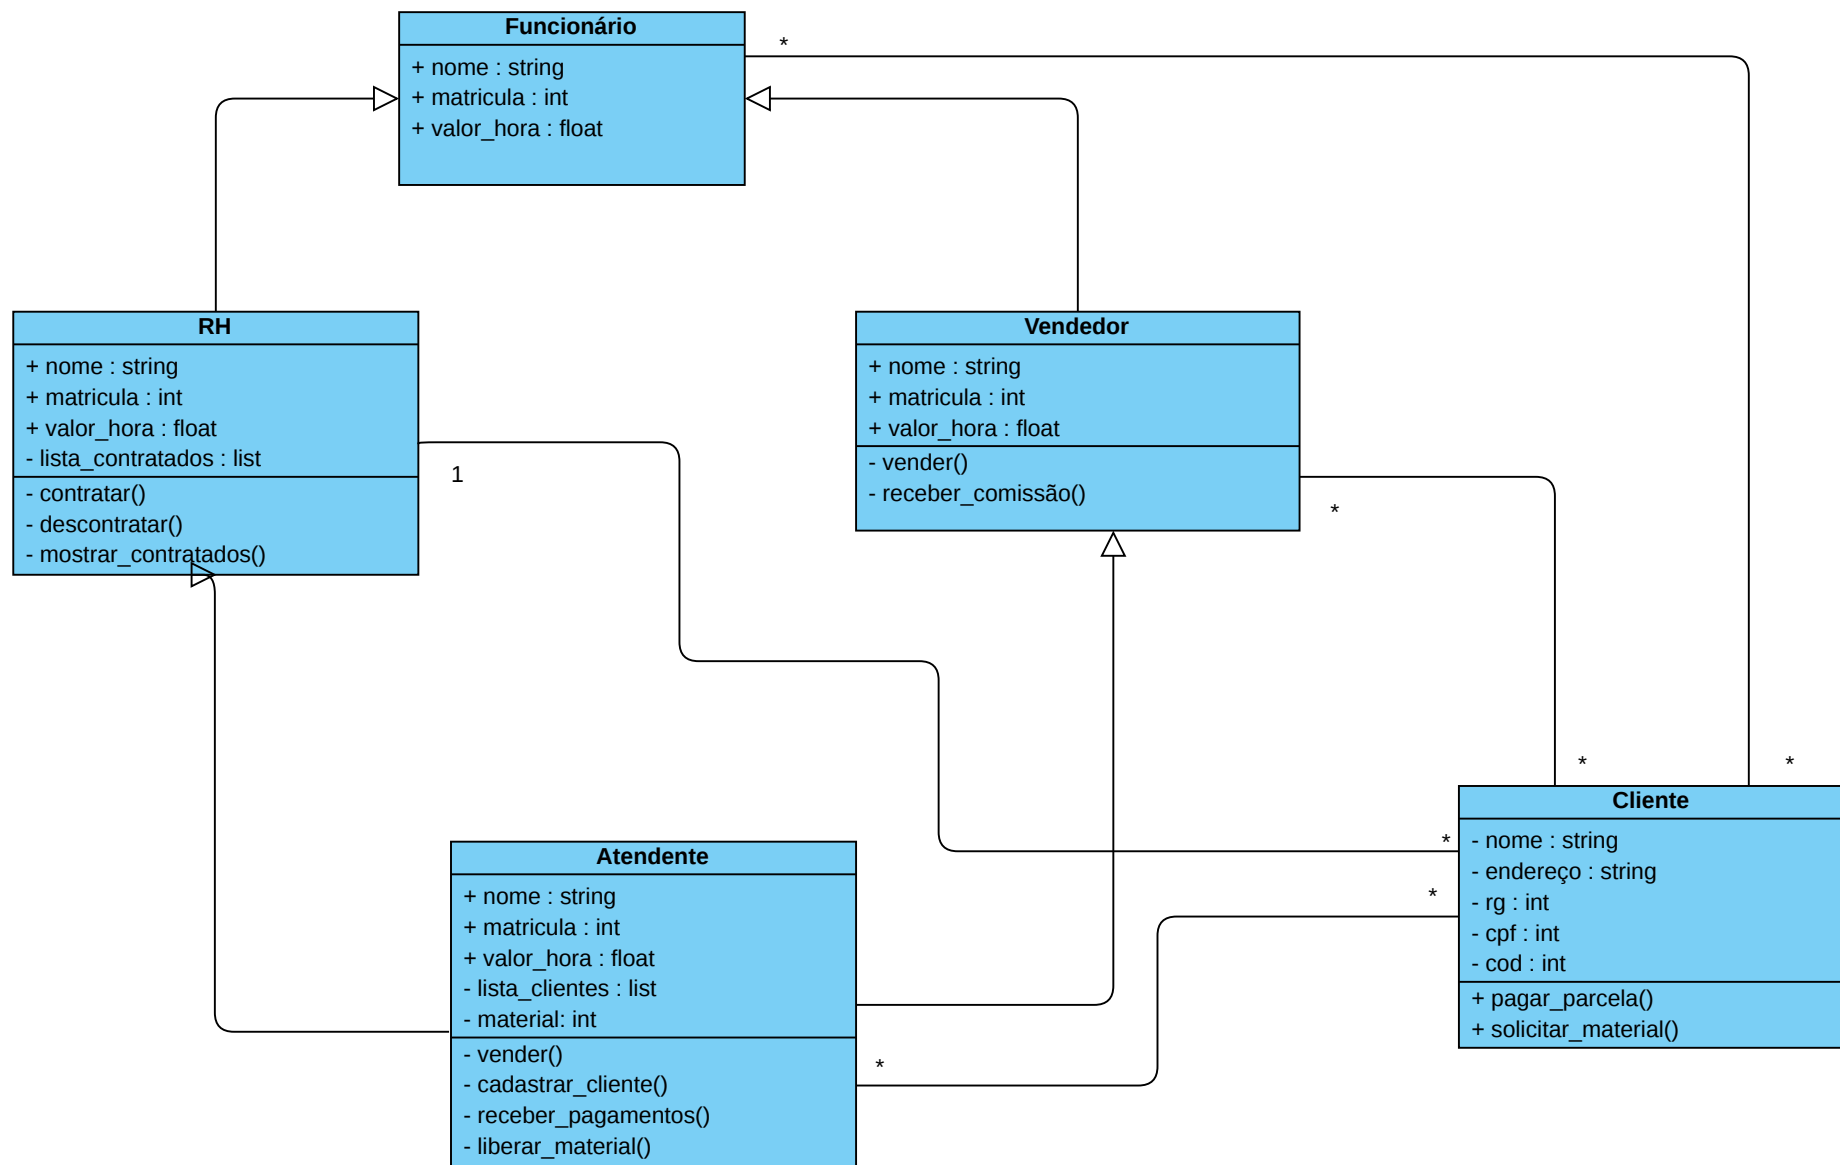 Funcionário
+ nome : string
+ matricula : int
+ valor_hora : float
*
RH
+ nome : string
+ matricula : int
+ valor_hora : float
- lista_contratados : list
- contratar()
- descontratar()
- mostrar_contratados()
1
Vendedor
+ nome : string
+ matricula : int
+ valor_hora : float
- vender()
- receber_comissão()
*
*
*
Cliente
- nome : string
- endereço : string
- rg : int
- cpf : int
- cod : int
+ pagar_parcela()
+ solicitar_material()
*
*
Atendente
+ nome : string
+ matricula : int
+ valor_hora : float
- lista_clientes : list
- material: int
- vender()
- cadastrar_cliente()
- receber_pagamentos()
- liberar_material()
*